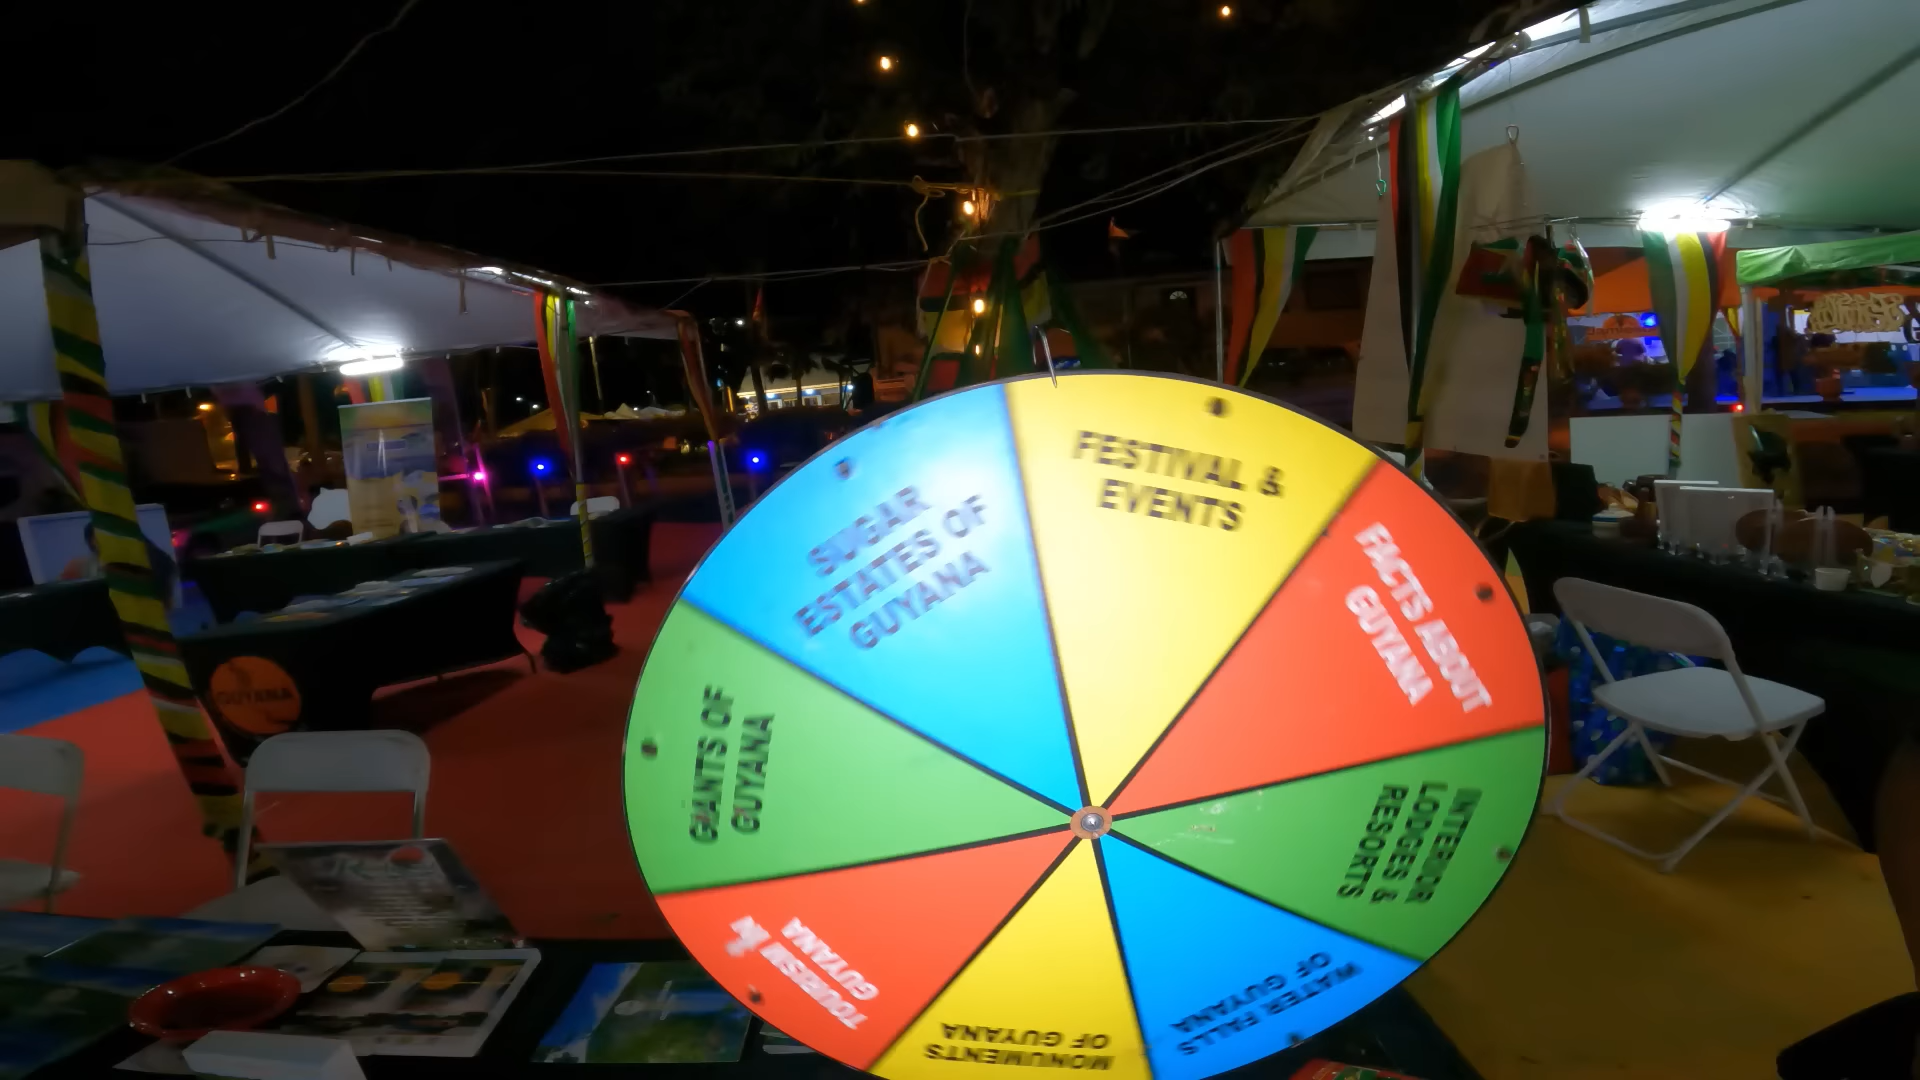 FESTIVAL &
EVENTS
FACTS ABOUT
GUYANA
INTERIOR
LODGES &
RESORTS
WATER FALLS
OF GUYANA
MONUMENTS
OF GUYANA
TOURISM IN
GUYANA
GIANTS OF
GUYANA
SUGAR
ESTATES OF
GUYANA
GUYANA